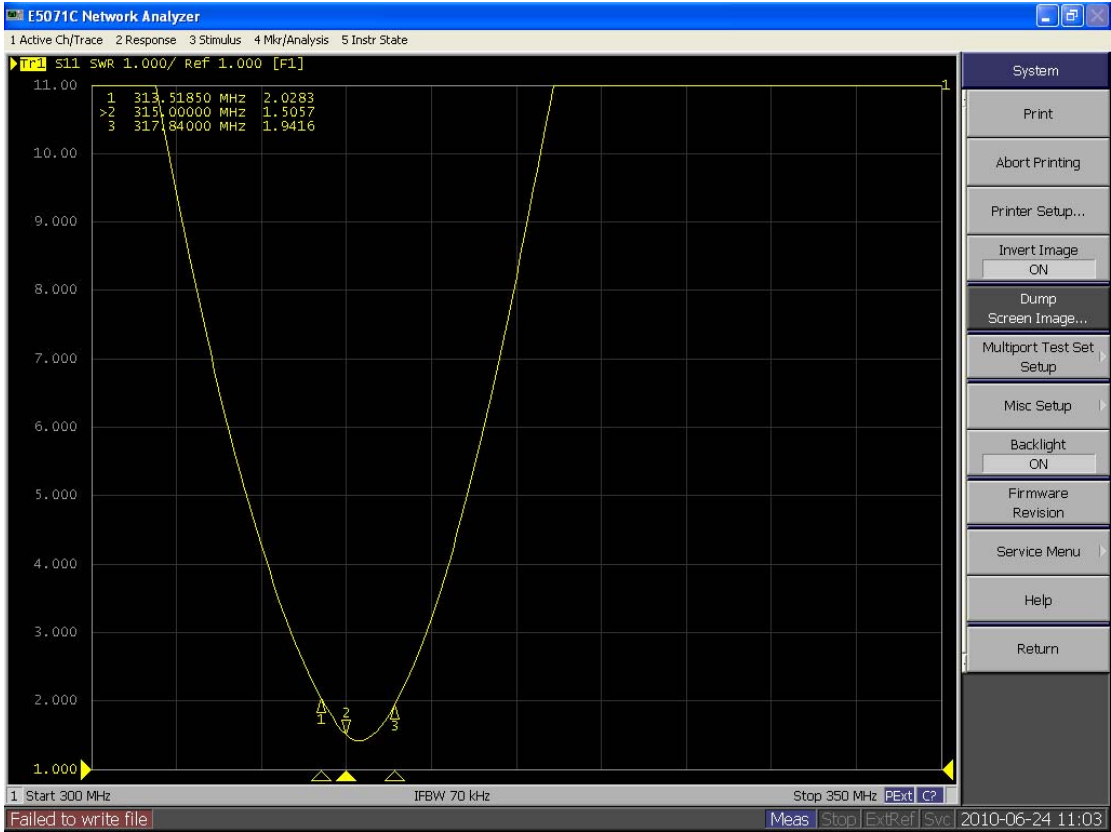 E5071C Network Analyzer
1 Active Ch/Trace 2 Response 3 Stimulus 4 Mkr/Analysis 5 Instr State
Tr1 S11 SWR 1.000/ Ref 1.000 [F1]
11.00
1 313.51850 MHz 2.0283
>2 315.00000 MHz 1.5057
3 317.84000 MHz 1.9416
1
10.00
9.000
8.000
7.000
6.000
5.000
4.000
3.000
2.000
1
2
3
1.000
1 Start 300 MHz
IFBW 70 kHz
Stop 350 MHz PExt C?
System
Print
Abort Printing
Printer Setup...
Invert Image
ON
Dump
Screen Image...
Multiport Test Set
Setup
Misc Setup
Backlight
ON
Firmware
Revision
Service Menu
Help
Return
Failed to write file
Meas Stop ExtRef Svc 2010-06-24 11:03